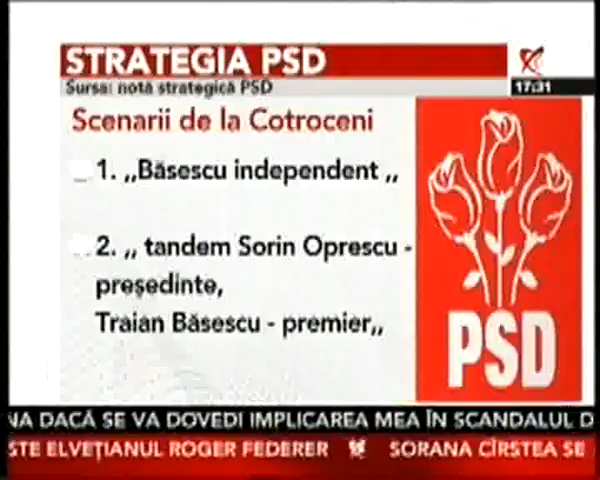 STRATEGIA PSD
Sursa: notă strategică PSD
17:31
Scenarii de la Cotroceni
1. „Băsescu independent „
2. „ tandem Sorin Oprescu -
președinte,
Traian Băsescu - premier„
PSD
NA DACĂ SE VA DOVEDI IMPLICAREA MEA ÎN SCANDALUL D
STE ELVEȚIANUL ROGER FEDERER SORANA CÎRSTEA SE